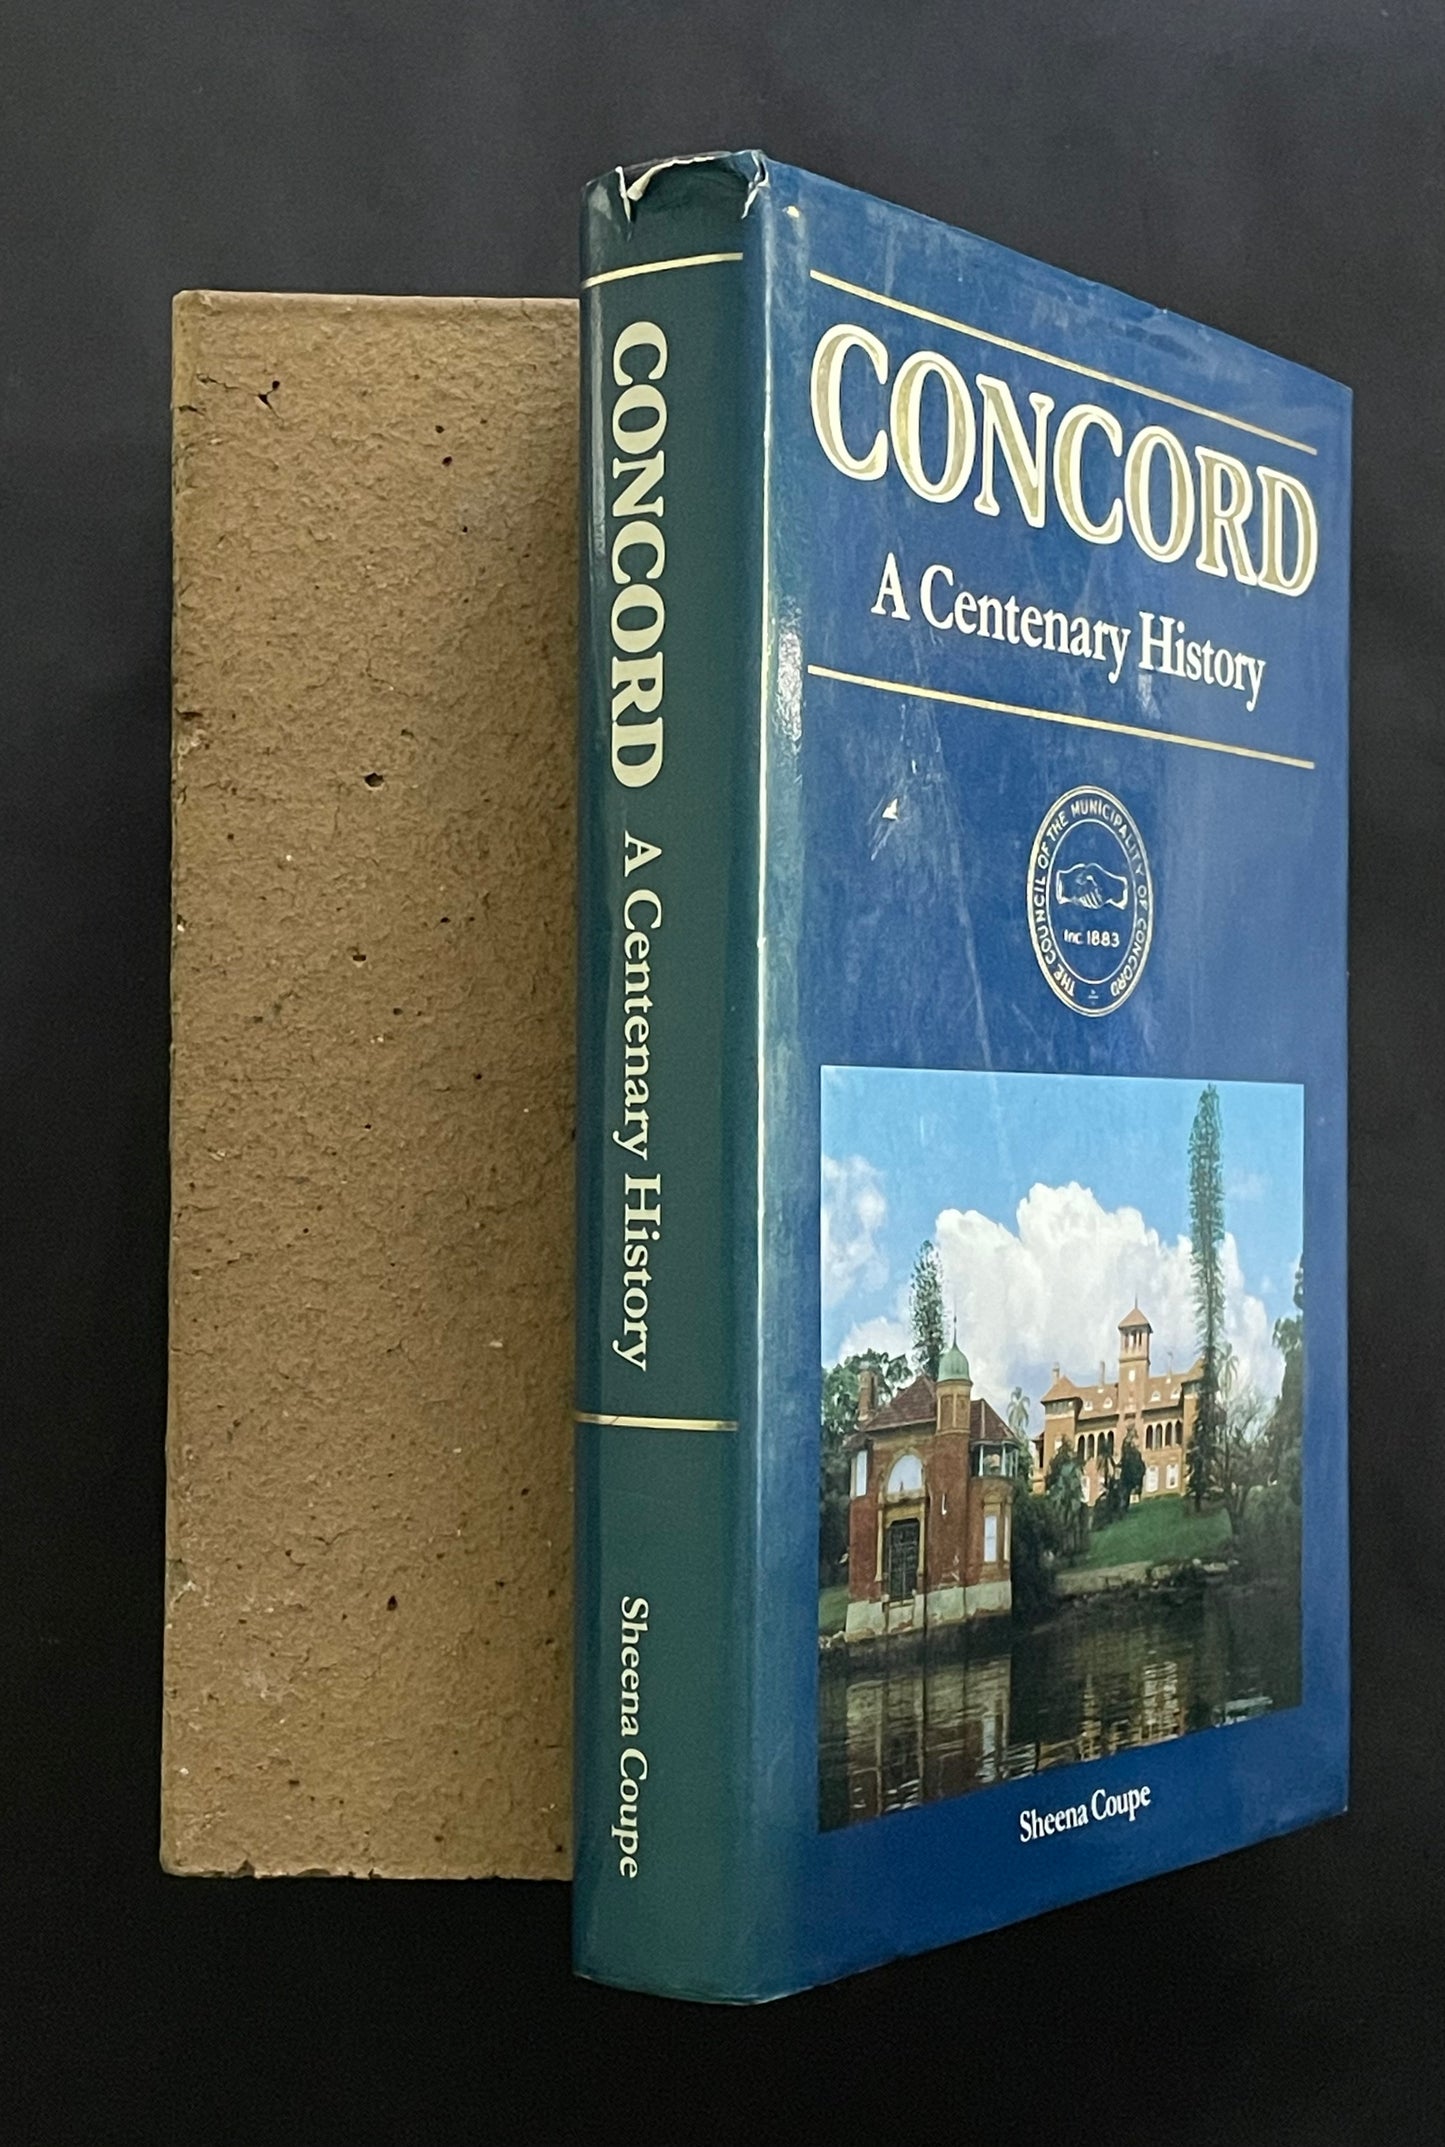 CONCORD A Centenary History
Sheena Coupe
CONCORD
A Centenary History
THE COUNCIL OF THE MUNICIPALITY OF CONCORD
Inc. 1883
Sheena Coupe